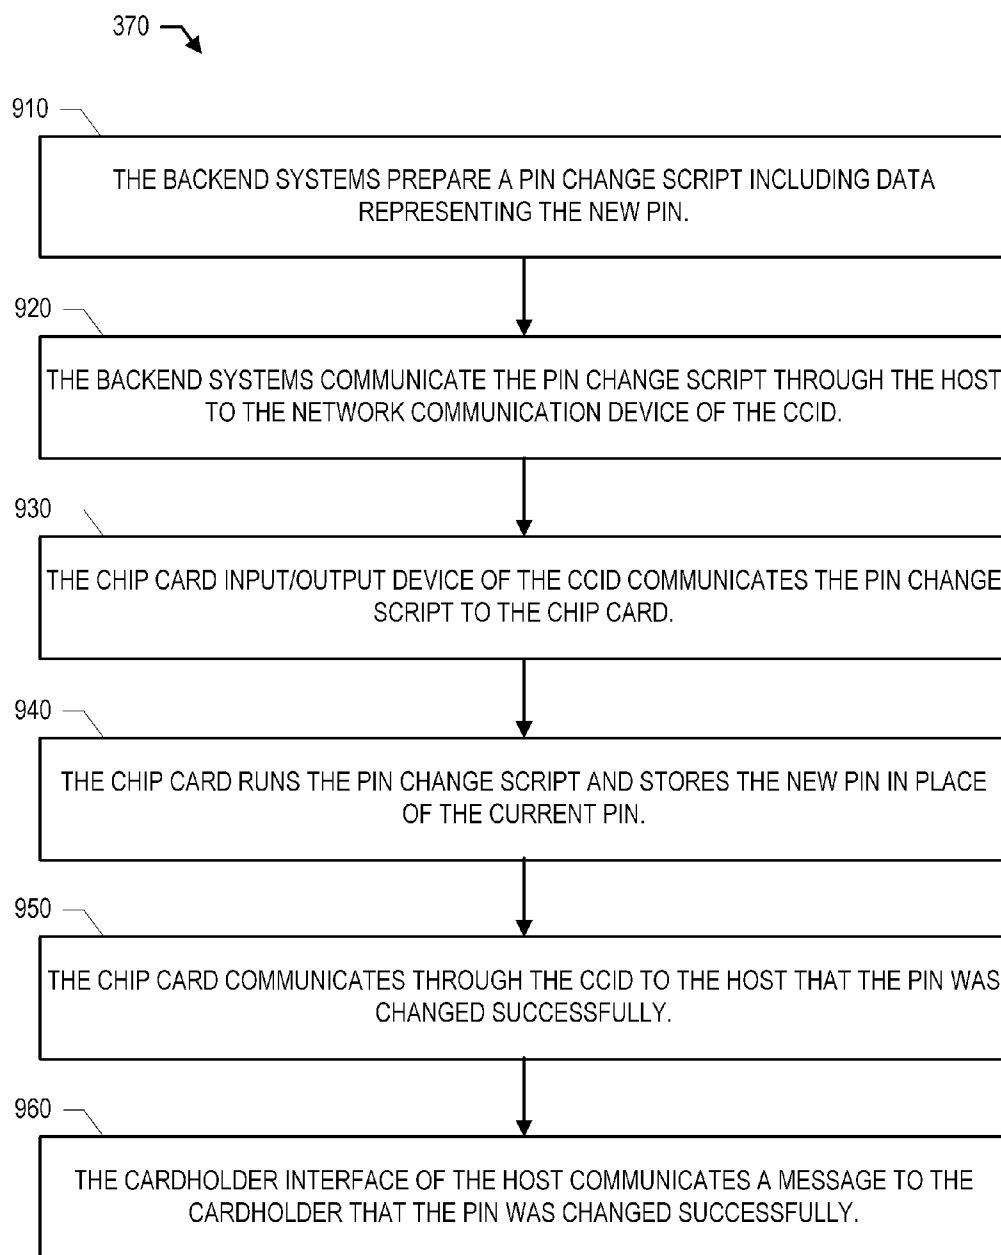 370
910
THE BACKEND SYSTEMS PREPARE A PIN CHANGE SCRIPT INCLUDING DATA
REPRESENTING THE NEW PIN.
920
THE BACKEND SYSTEMS COMMUNICATE THE PIN CHANGE SCRIPT THROUGH THE HOST
TO THE NETWORK COMMUNICATION DEVICE OF THE CCID.
930
THE CHIP CARD INPUT/OUTPUT DEVICE OF THE CCID COMMUNICATES THE PIN CHANGE
SCRIPT TO THE CHIP CARD.
940
THE CHIP CARD RUNS THE PIN CHANGE SCRIPT AND STORES THE NEW PIN IN PLACE
OF THE CURRENT PIN.
950
THE CHIP CARD COMMUNICATES THROUGH THE CCID TO THE HOST THAT THE PIN WAS
CHANGED SUCCESSFULLY.
960
THE CARDHOLDER INTERFACE OF THE HOST COMMUNICATES A MESSAGE TO THE
CARDHOLDER THAT THE PIN WAS CHANGED SUCCESSFULLY.